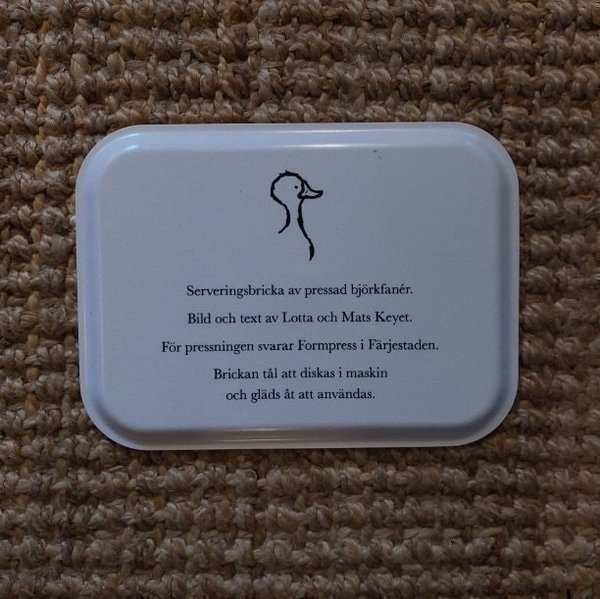 Serveringsbricka av pressad björkfanér.
Bild och text av Lotta och Mats Keyet.
För pressningen svarar Formpress i Färjestaden.
Brickan tål att diskas i maskin
och gläds åt att användas.